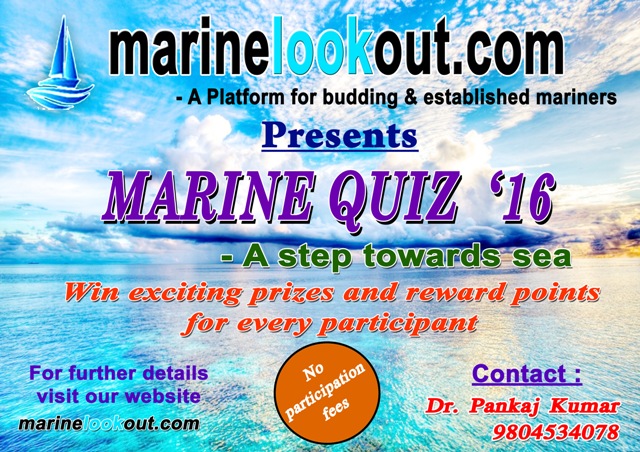 marinelookout.com
- A Platform for budding & established mariners
Presents
MARINE QUIZ '16
- A step towards sea
Win exciting prizes and reward points
for every participant
For further details
visit our website
marinelookout.com
No
participation
fees
Contact :
Dr. Pankaj Kumar
9804534078